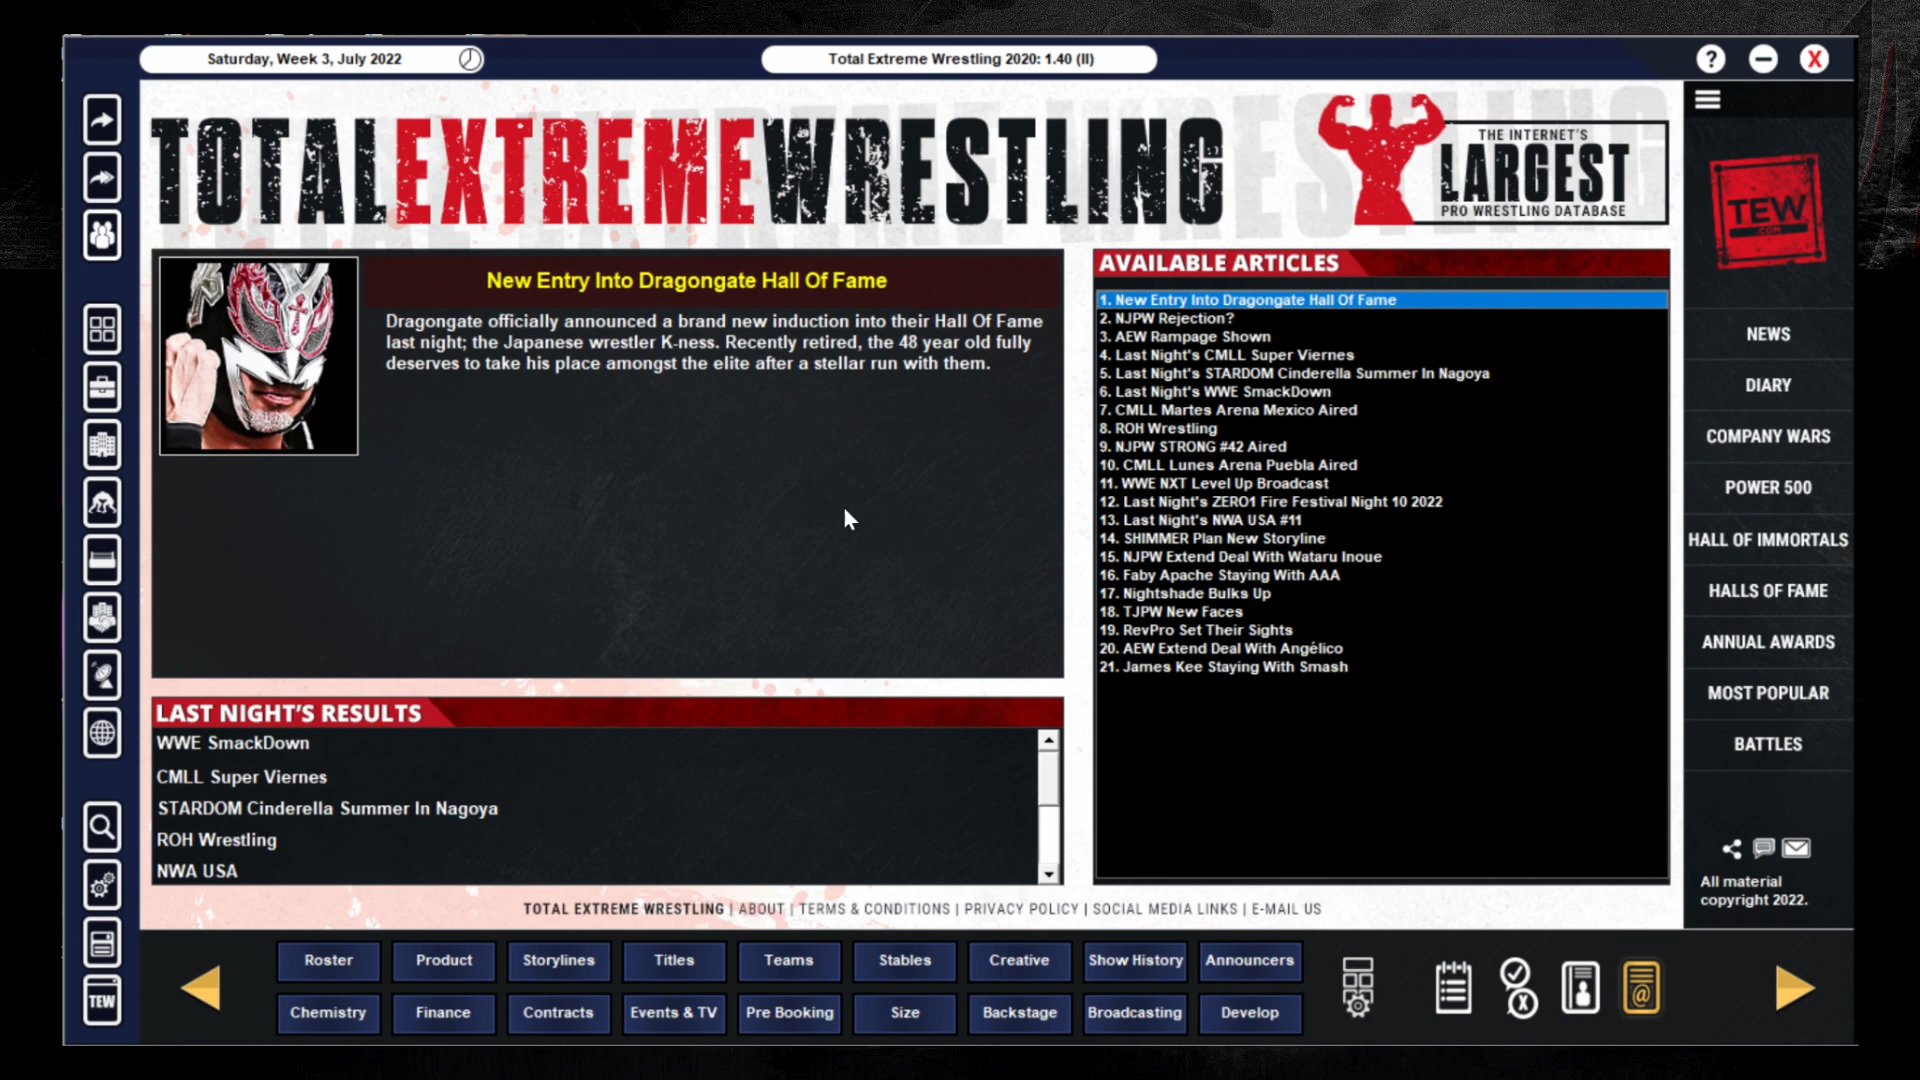 Saturday, Week 3, July 2022
Total Extreme Wrestling 2020: 1.40 (II)
?
X
TOTALEXTREMEWRESTLING
THE INTERNET'S
LARGEST
PRO WRESTLING DATABASE
TEW
.COM
New Entry Into Dragongate Hall Of Fame
Dragongate officially announced a brand new induction into their Hall Of Fame
last night; the Japanese wrestler K-ness. Recently retired, the 48 year old fully
deserves to take his place amongst the elite after a stellar run with them.
AVAILABLE ARTICLES
1. New Entry Into Dragongate Hall Of Fame
2. NJPW Rejection?
3. AEW Rampage Shown
4. Last Night's CMLL Super Viernes
5. Last Night's STARDOM Cinderella Summer In Nagoya
6. Last Night's WWE SmackDown
7. CMLL Martes Arena Mexico Aired
8. ROH Wrestling
9. NJPW STRONG #42 Aired
10. CMLL Lunes Arena Puebla Aired
11. WWE NXT Level Up Broadcast
12. Last Night's ZERO1 Fire Festival Night 10 2022
13. Last Night's NWA USA #11
14. SHIMMER Plan New Storyline
15. NJPW Extend Deal With Wataru Inoue
16. Faby Apache Staying With AAA
17. Nightshade Bulks Up
18. TJPW New Faces
19. RevPro Set Their Sights
20. AEW Extend Deal With Angélico
21. James Kee Staying With Smash
NEWS
DIARY
COMPANY WARS
POWER 500
HALL OF IMMORTALS
HALLS OF FAME
ANNUAL AWARDS
MOST POPULAR
BATTLES
All material
copyright 2022.
LAST NIGHT'S RESULTS
WWE SmackDown
CMLL Super Viernes
STARDOM Cinderella Summer In Nagoya
ROH Wrestling
NWA USA
TOTAL EXTREME WRESTLING | ABOUT | TERMS & CONDITIONS | PRIVACY POLICY | SOCIAL MEDIA LINKS | E-MAIL US
TEW
Roster
Product
Storylines
Titles
Teams
Stables
Creative
Show History
Announcers
Chemistry
Finance
Contracts
Events & TV
Pre Booking
Size
Backstage
Broadcasting
Develop